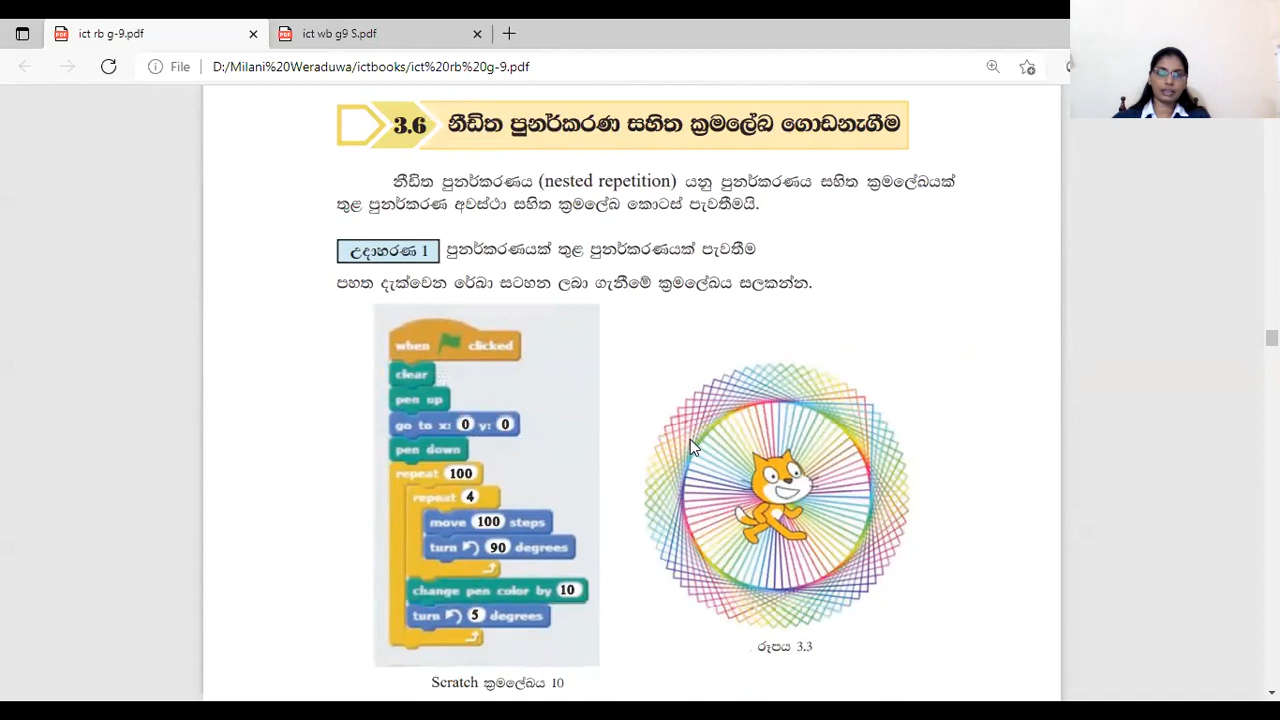 ict rb g-9.pdf
ict wb g9 S.pdf
File
D:/Milani%20Weraduwa/ictbooks/ict%20rb%20g-9.pdf
3.6 නීඩිත පුනර්කරණ සහිත ක්‍රමලේඛ ගොඩනැගීම
නීඩිත පුනර්කරණය (nested repetition) යනු පුනර්කරණය සහිත ක්‍රමලේඛයක්
තුළ පුනර්කරණ අවස්ථා සහිත ක්‍රමලේඛ කොටස් පැවතීමයි.
උදාහරණ 1 පුනර්කරණයක් තුළ පුනර්කරණයක් පැවතීම
පහත දැක්වෙන රේඛා සටහන ලබා ගැනීමේ ක්‍රමලේඛය සලකන්න.
when clicked
clear
pen up
go to x: 0 y: 0
pen down
repeat 100
repeat 4
move 100 steps
turn 90 degrees
change pen color by 10
turn 5 degrees
Scratch ක්‍රමලේඛය 10
රූපය 3.3